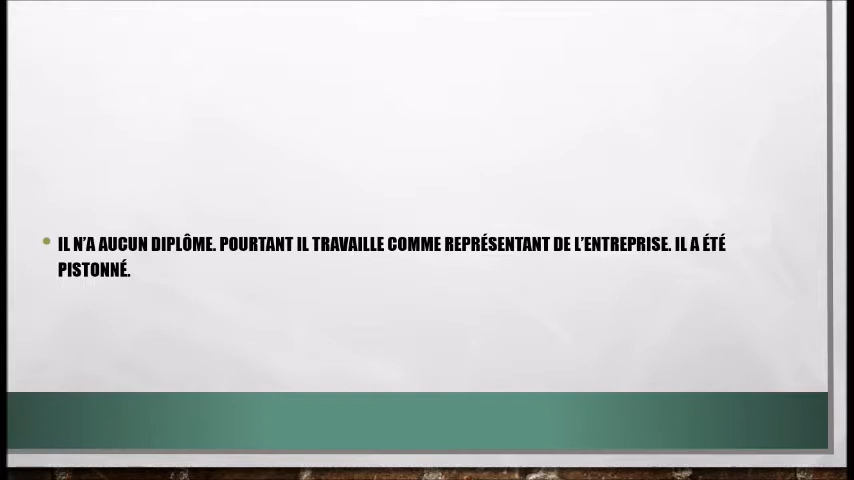 IL N'A AUCUN DIPLÔME. POURTANT IL TRAVAILLE COMME REPRÉSENTANT DE L'ENTREPRISE. IL A ÉTÉ
PISTONNÉ.